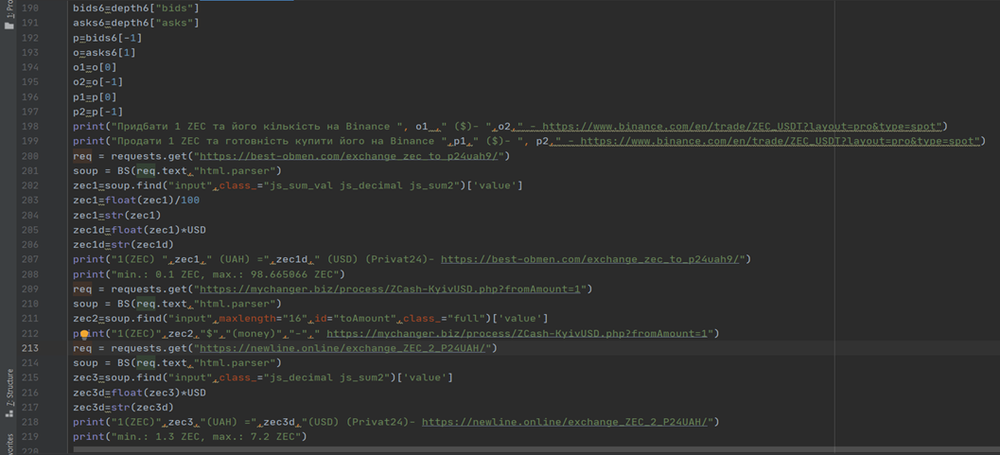 1: Pro
190 bids6=depth6["bids"]
191 asks6=depth6["asks"]
192 p=bids6[-1]
193 o=asks6[1]
194 o1=o[0]
195 o2=o[-1]
196 p1=p[0]
197 p2=p[-1]
198 print("Придбати 1 ZEC та його кількість на Binance ", o1 ," ($)- ",o2," - https://www.binance.com/en/trade/ZEC_USDT?layout=pro&type=spot")
199 print("Продати 1 ZEC та готовність купити його на Binance ",p1," ($)- ", p2," - https://www.binance.com/en/trade/ZEC_USDT?layout=pro&type=spot")
200 req = requests.get("https://best-obmen.com/exchange_zec_to_p24uah9/")
201 soup = BS(req.text,"html.parser")
202 zec1=soup.find("input",class_="js_sum_val js_decimal js_sum2")['value']
203 zec1=float(zec1)/100
204 zec1=str(zec1)
205 zec1d=float(zec1)*USD
206 zec1d=str(zec1d)
207 print("1(ZEC) ",zec1," (UAH) =",zec1d," (USD) (Privat24)- https://best-obmen.com/exchange_zec_to_p24uah9/")
208 print("min.: 0.1 ZEC, max.: 98.665066 ZEC")
209 req = requests.get("https://mychanger.biz/process/ZCash-KyivUSD.php?fromAmount=1")
210 soup = BS(req.text,"html.parser")
211 zec2=soup.find("input",maxlength="16",id="toAmount",class_="full")['value']
212 print("1(ZEC)",zec2,"$","(money)","-"," https://mychanger.biz/process/ZCash-KyivUSD.php?fromAmount=1")
213 req = requests.get("https://newline.online/exchange_ZEC_2_P24UAH/")
214 soup = BS(req.text,"html.parser")
215 zec3=soup.find("input",class_="js_decimal js_sum2")['value']
216 zec3d=float(zec3)*USD
217 zec3d=str(zec3d)
218 print("1(ZEC)",zec3,"(UAH) =",zec3d,"(USD) (Privat24)- https://newline.online/exchange_ZEC_2_P24UAH/")
219 print("min.: 1.3 ZEC, max.: 7.2 ZEC")
220
7: Structure
vorites